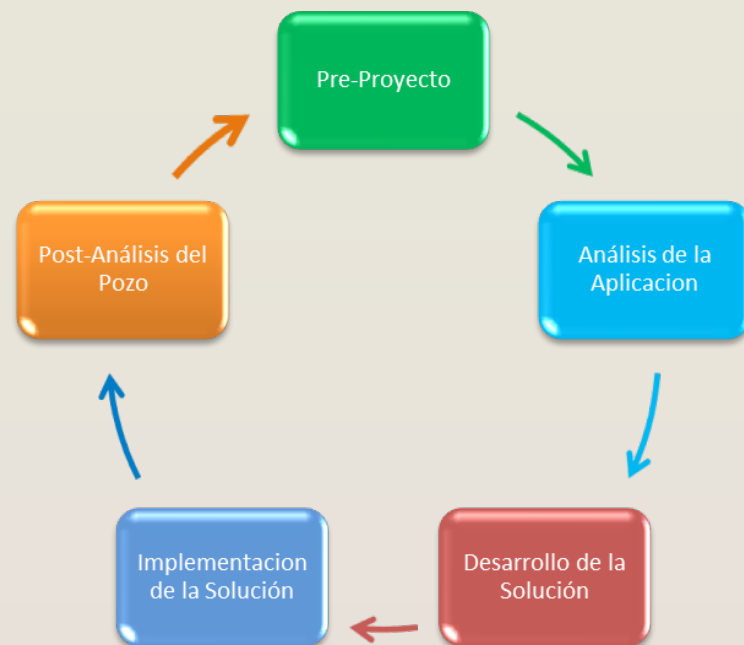 Pre-Proyecto
Análisis de la
Aplicacion
Desarrollo de la
Solución
Implementacion
de la Solución
Post-Análisis del
Pozo